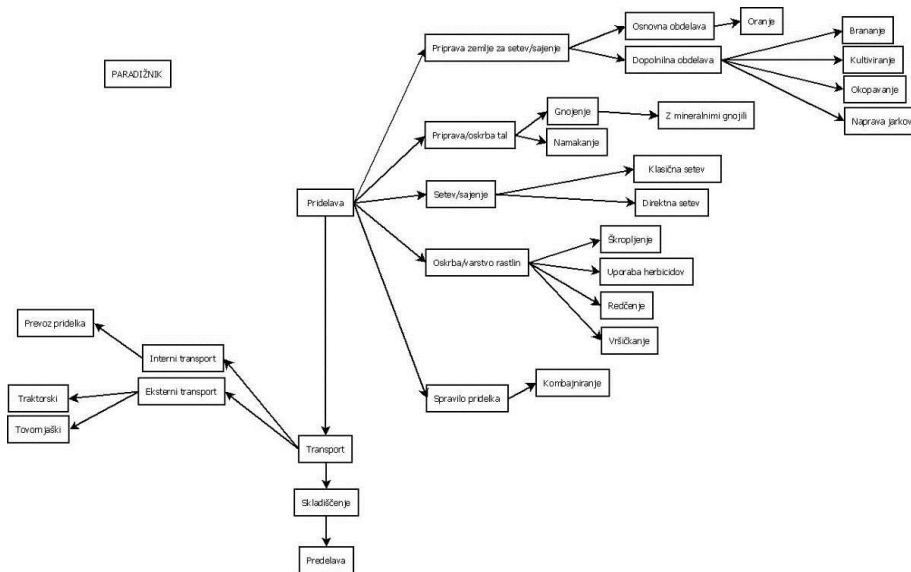 PARADIŽNIK
Priprava zemlje za setev/sajenje
Osnovna obdelava
Oranje
Dopolnilna obdelava
Brananje
Kultiviranje
Okopavanje
Naprava jarkov
Priprava/oskrba tal
Gnojenje
Z mineralnimi gnojili
Namakanje
Pridelava
Setev/sajenje
Klasična setev
Direktna setev
Oskrba/varstvo rastlin
Škropljenje
Uporaba herbicidov
Redčenje
Vršičkanje
Spravilo pridelka
Kombajniranje
Prevoz pridelka
Interni transport
Eksterni transport
Traktorski
Tovornjaški
Transport
Skladiščenje
Predelava